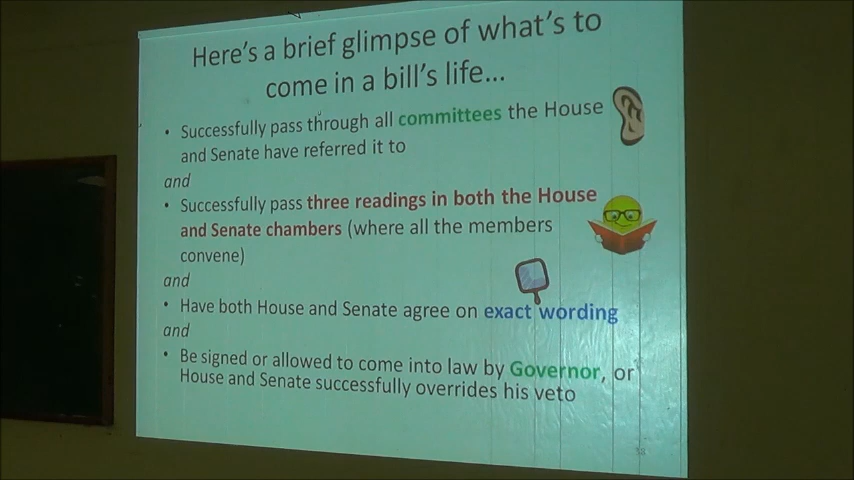 Here's a brief glimpse of what's to
come in a bill's life...
• Successfully pass through all committees the House
and Senate have referred it to
and
• Successfully pass three readings in both the House
and Senate chambers (where all the members
convene)
and
• Have both House and Senate agree on exact wording
and
• Be signed or allowed to come into law by Governor, or
House and Senate successfully overrides his veto
38